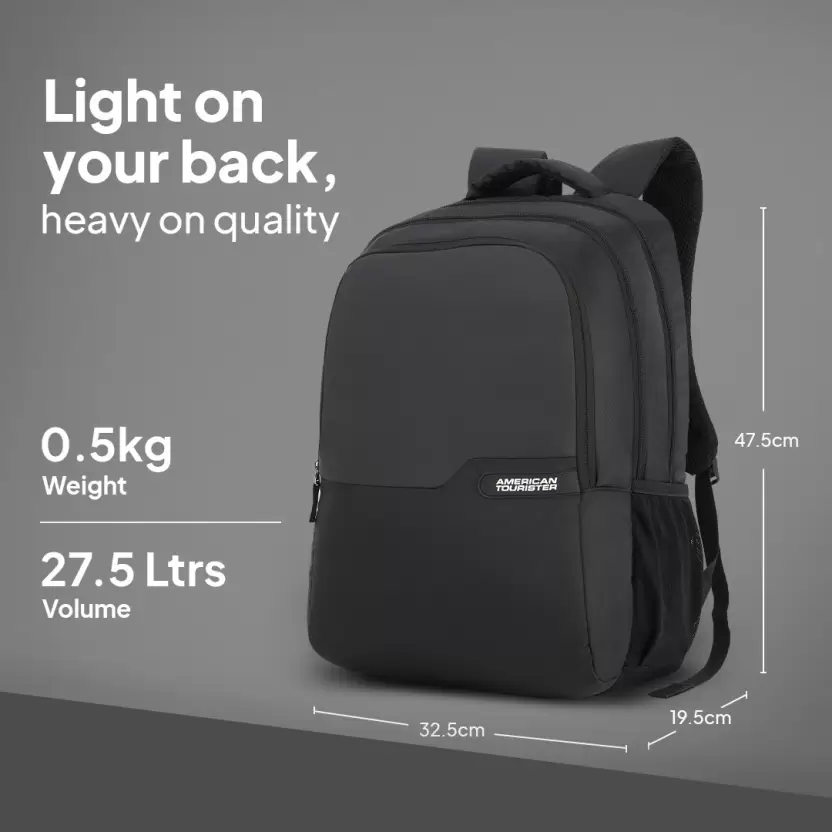 Light on
your back,
heavy on quality
0.5kg
Weight
27.5 Ltrs
Volume
AMERICAN
TOURISTER
47.5cm
32.5cm
19.5cm